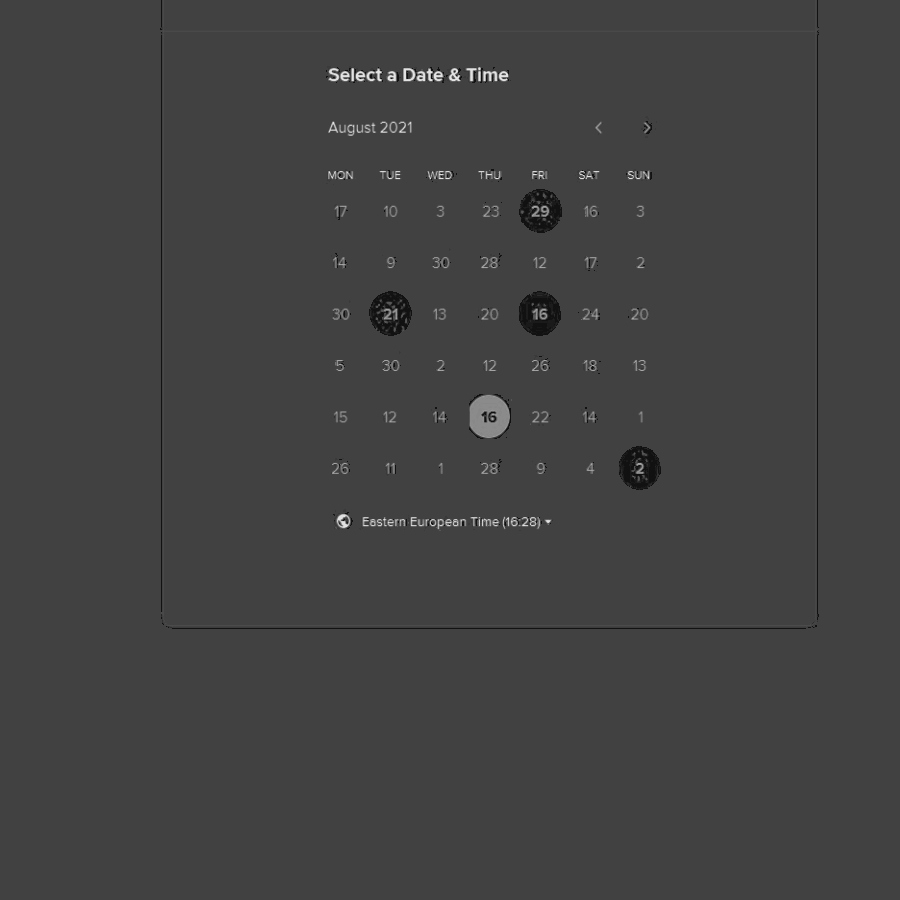 Select a Date & Time
August 2021
MON TUE WED THU FRI SAT SUN
17 10 3 23 29 16 3
14 9 30 28 12 17 2
30 21 13 20 16 24 20
5 30 2 12 26 18 13
15 12 14 16 22 14 1
26 11 1 28 9 4 2
Eastern European Time (16:28)